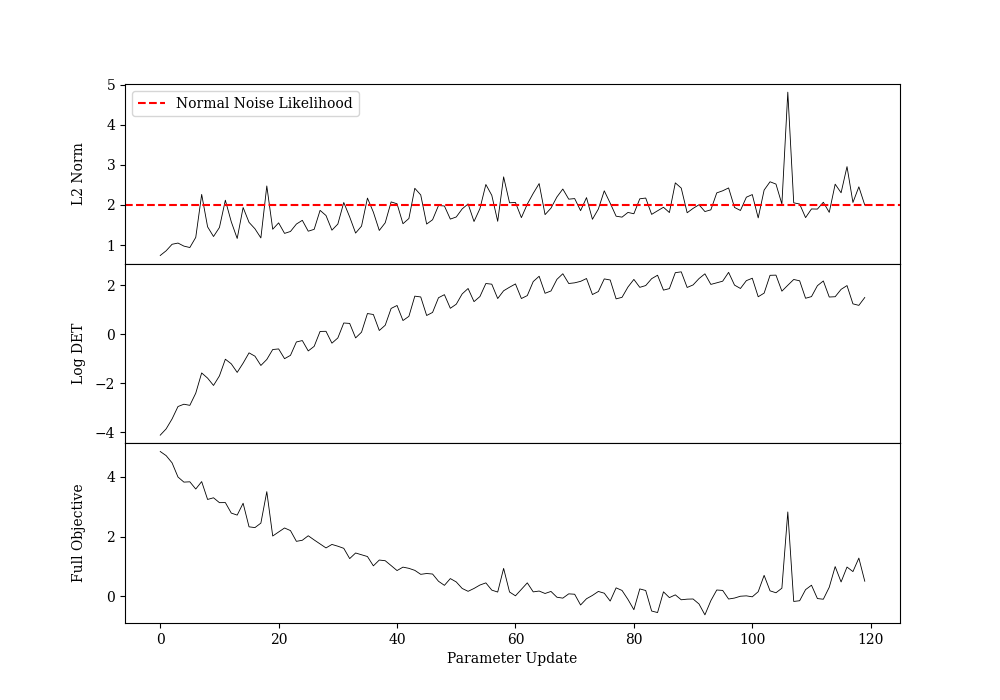 5
4
3
2
1
L2 Norm
Normal Noise Likelihood
2
0
−2
−4
Log DET
4
2
0
Full Objective
0 20 40 60 80 100 120
Parameter Update